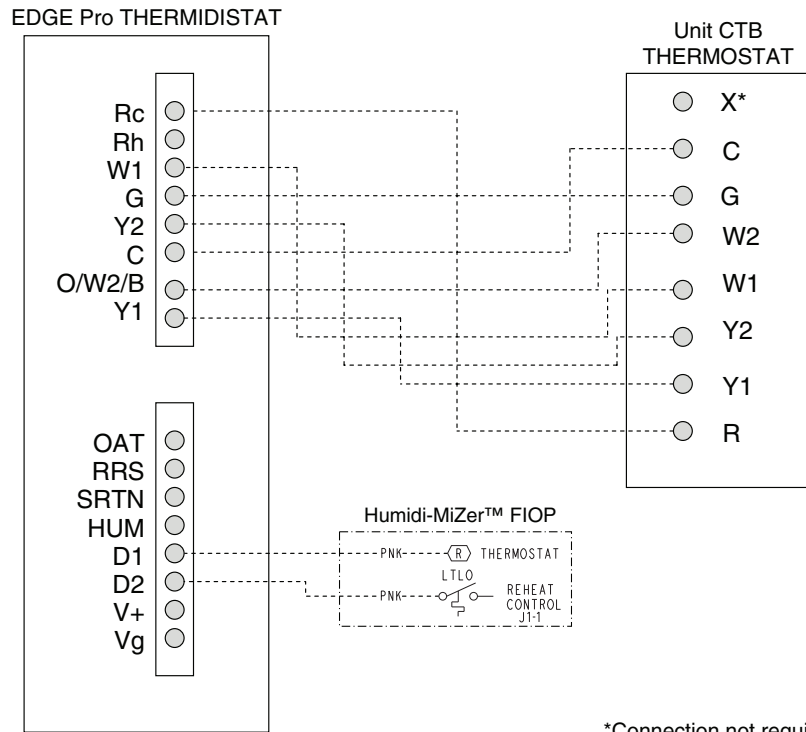 EDGE Pro THERMIDISTAT
Rc
Rh
W1
G
Y2
C
O/W2/B
Y1
OAT
RRS
SRTN
HUM
D1
D2
V+
Vg
Unit CTB
THERMOSTAT
X*
C
G
W2
W1
Y2
Y1
R
Humidi-MiZer™ FIOP
PNK
R
THERMOSTAT
LTLO
PNK
REHEAT
CONTROL
J1-1
*Connection not